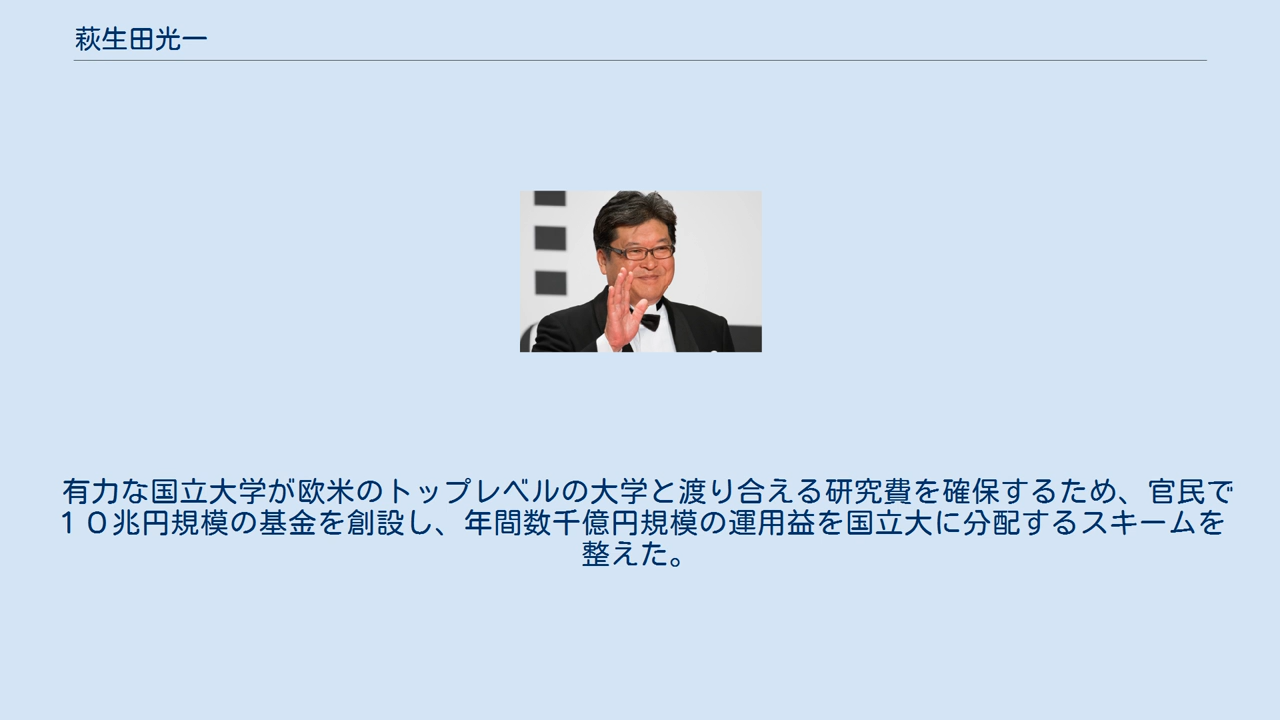 萩生田光一
有力な国立大学が欧米のトップレベルの大学と渡り合える研究費を確保するため、官民で
１０兆円規模の基金を創設し、年間数千億円規模の運用益を国立大に分配するスキームを
整えた。